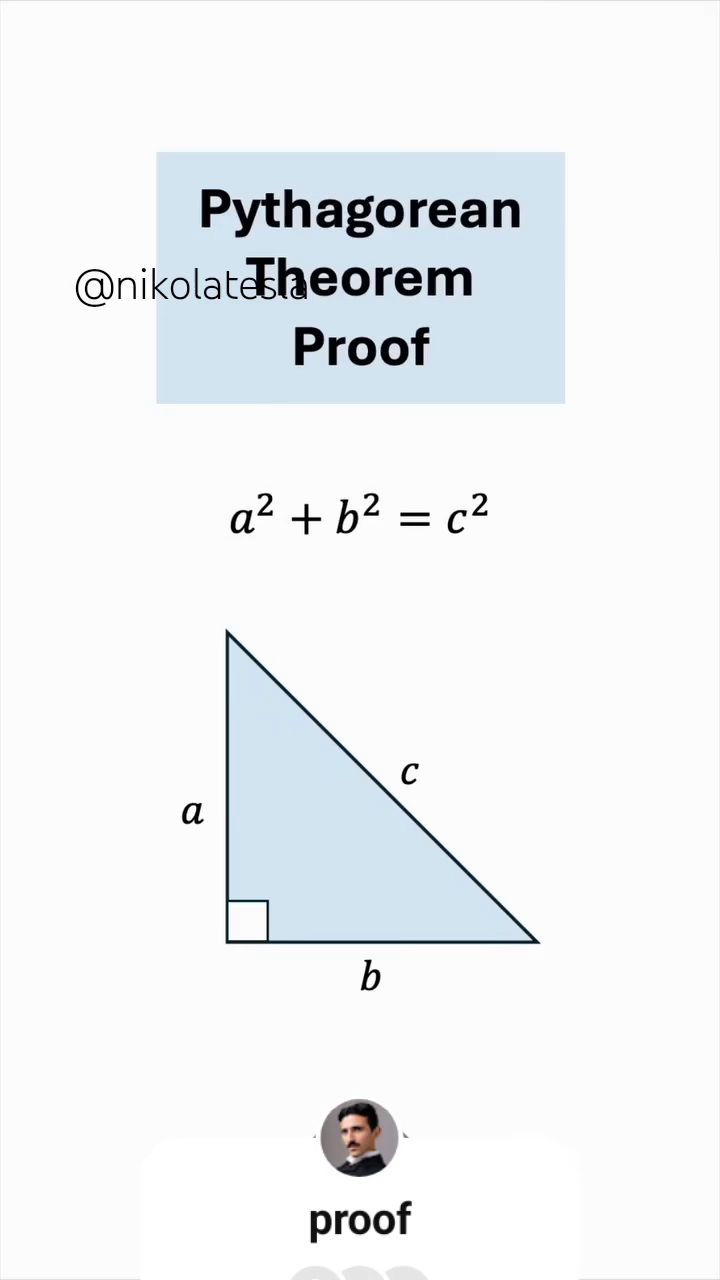 Pythagorean
@nikolatesla
Theorem
Proof
a² + b² = c²
c
a
b
proof